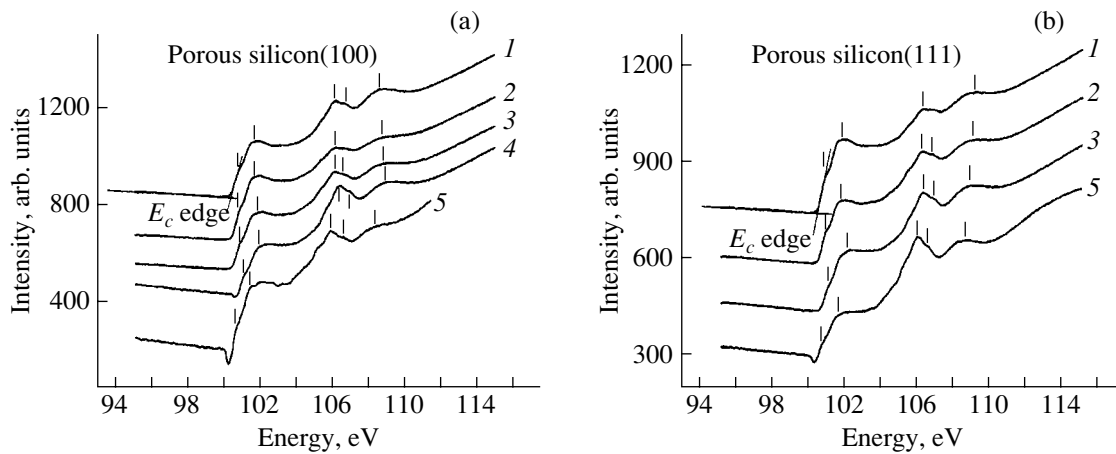 (a)
Porous silicon(100)
1
2
3
4
5
E_c edge
Intensity, arb. units
1200
800
400
94 98 102 106 110 114
Energy, eV
(b)
Porous silicon(111)
1
2
3
5
E_c edge
Intensity, arb. units
1200
900
600
300
94 98 102 106 110 114
Energy, eV